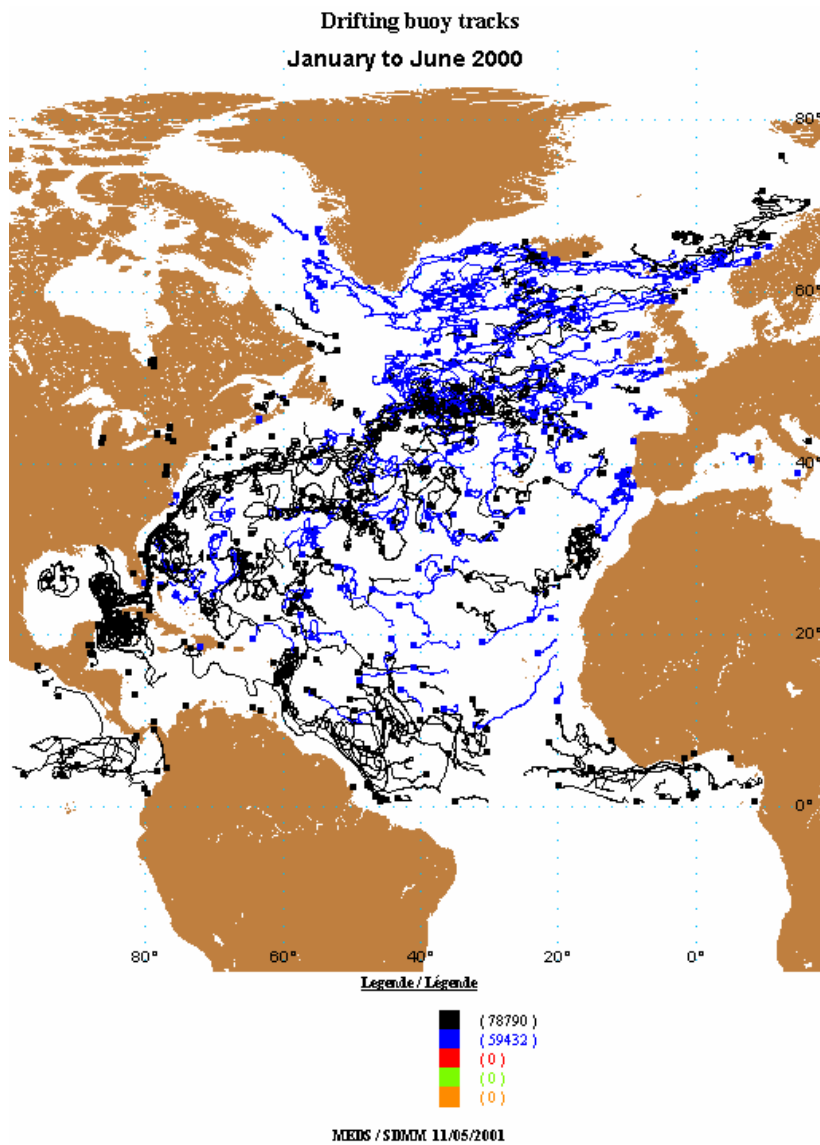 Drifting buoy tracks
January to June 2000
80°
60°
40°
20°
0°
80° 60° 40° 20° 0°
Legende / Légende
( 78790 )
( 59432 )
( 0 )
( 0 )
( 0 )
MEDS / SDMM 11/05/2001